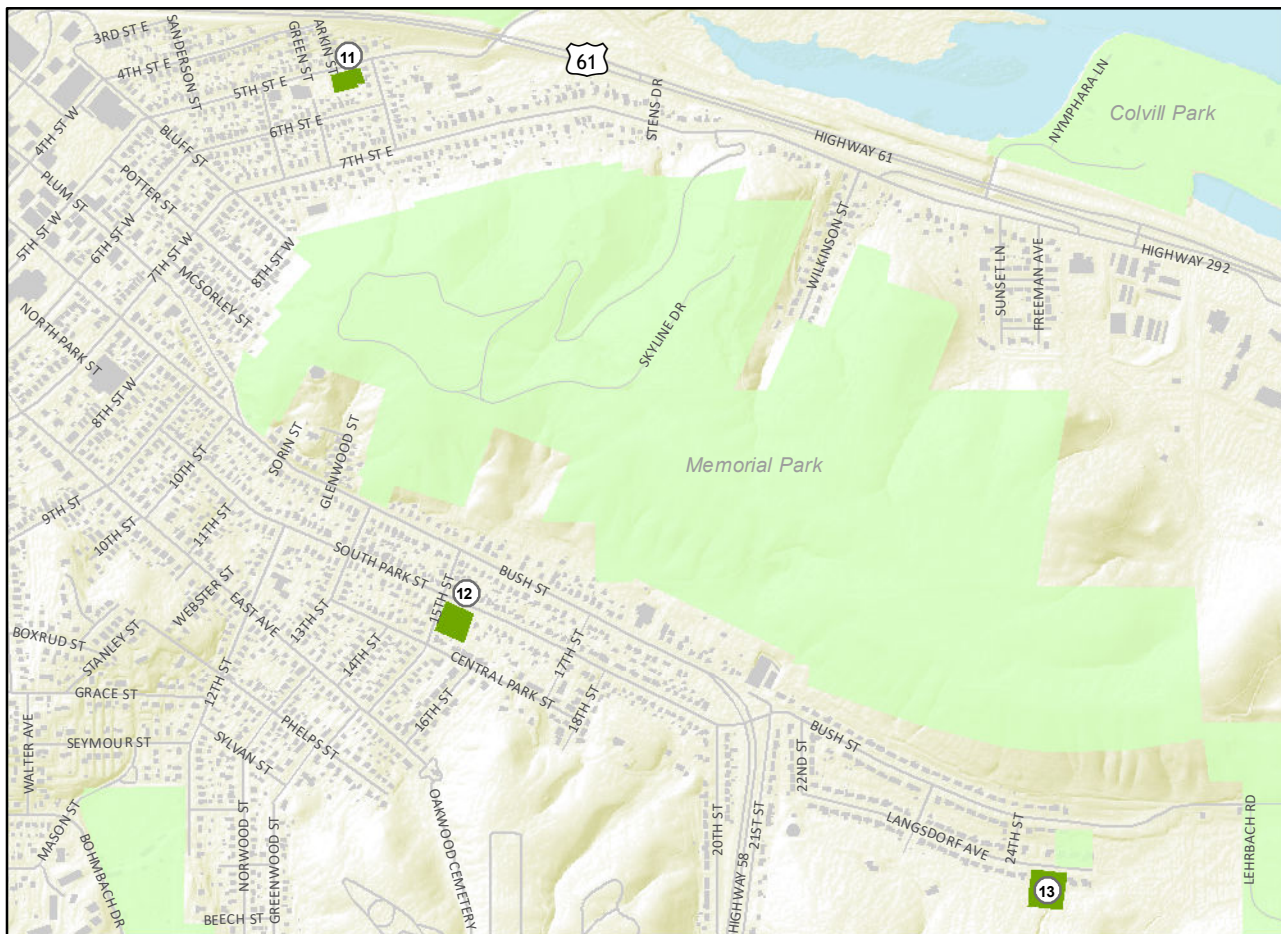 3RD ST E
SANDERSON ST
GREEN ST
ARKIN ST
11
61
4TH ST E
5TH ST E
6TH ST E
7TH ST E
STENS DR
HIGHWAY 61
NYMPHARA LN
Colvill Park
4TH ST W
BLUFF ST
PLUM ST
POTTER ST
5TH ST W
6TH ST W
7TH ST W
8TH ST W
MCSORLEY ST
WILKINSON ST
SUNSET LN
FREEMAN AVE
HIGHWAY 292
NORTH PARK ST
SKYLINE DR
8TH ST W
SORIN ST
GLENWOOD ST
10TH ST
Memorial Park
9TH ST
10TH ST
11TH ST
SOUTH PARK ST
BUSH ST
12
15TH ST
WEBSTER ST
EAST AVE
13TH ST
14TH ST
BOXRUD ST
STANLEY ST
CENTRAL PARK ST
17TH ST
18TH ST
16TH ST
12TH ST
GRACE ST
SEYMOUR ST
WALTER AVE
PHELPS ST
SYLVAN ST
BUSH ST
22ND ST
20TH ST
21ST ST
HIGHWAY 58
LANGSDORF AVE
24TH ST
13
LEHRBACH RD
MASON ST
BOHMBACH DR
NORWOOD ST
GREENWOOD ST
BEECH ST
OAKWOOD CEMETERY